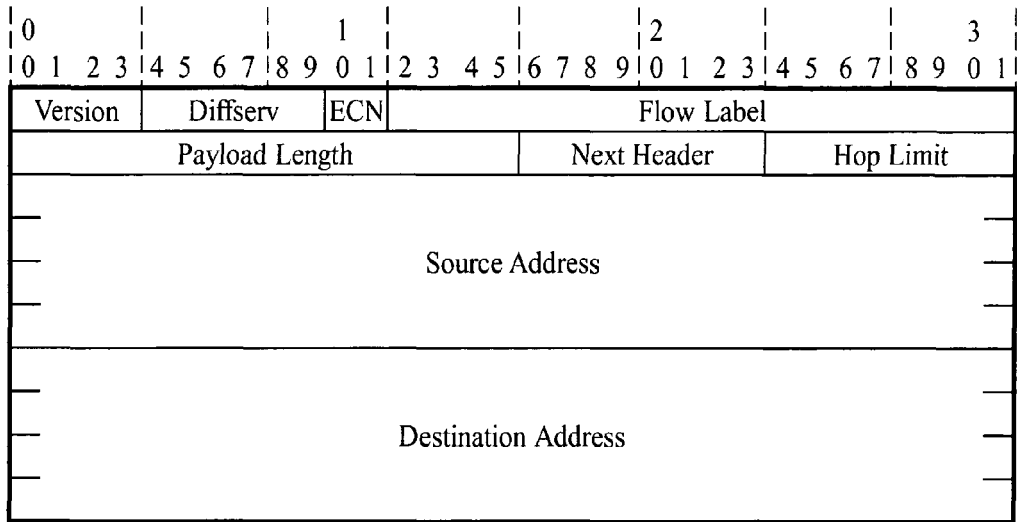 0 1 2 3
0 1 2 3 4 5 6 7 8 9 0 1 2 3 4 5 6 7 8 9 0 1 2 3 4 5 6 7 8 9 0 1
Version Diffserv ECN Flow Label
Payload Length Next Header Hop Limit
Source Address
Destination Address